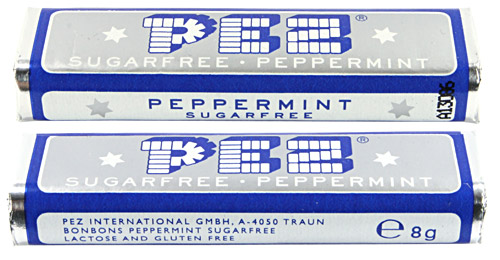 PEZ®
SUGARFREE · PEPPERMINT
PEPPERMINT
SUGARFREE
A13086
PEZ®
SUGARFREE · PEPPERMINT
PEZ INTERNATIONAL GMBH, A-4050 TRAUN
BONBONS PEPPERMINT SUGARFREE
LACTOSE AND GLUTEN FREE
℮ 8g